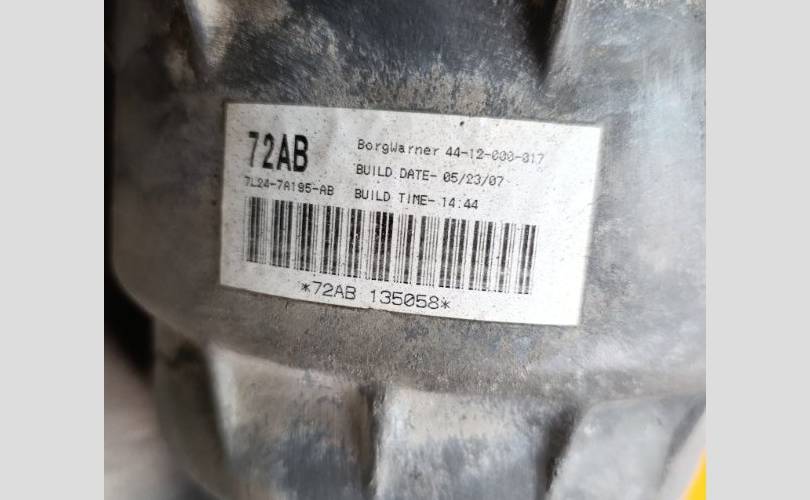 72AB
BorgWarner 44-12-000-017
BUILD DATE- 05/23/07
7L24-7A195-AB
BUILD TIME- 14:44
*72AB 135058*